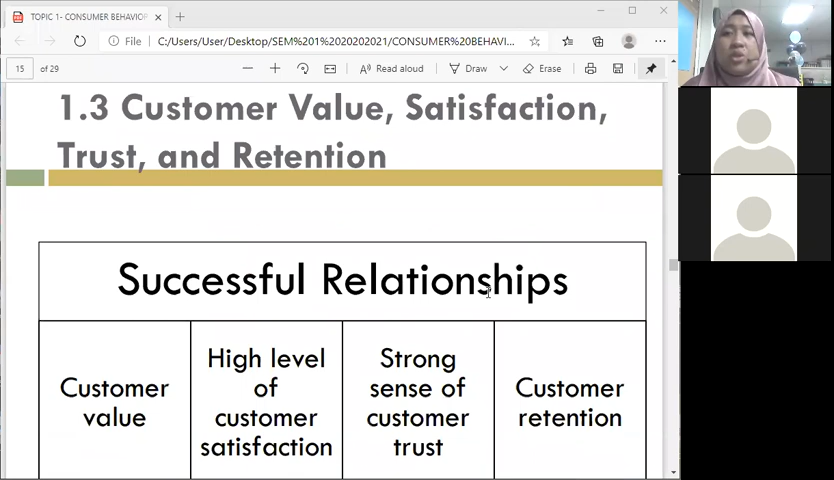 TOPIC 1- CONSUMER BEHAVIOR
File
C:/Users/User/Desktop/SEM%201%2020202021/CONSUMER%20BEHAVI...
15 of 29
Read aloud
Draw
Erase
1.3 Customer Value, Satisfaction,
Trust, and Retention
Successful Relationships
Customer
value
High level
of
customer
satisfaction
Strong
sense of
customer
trust
Customer
retention